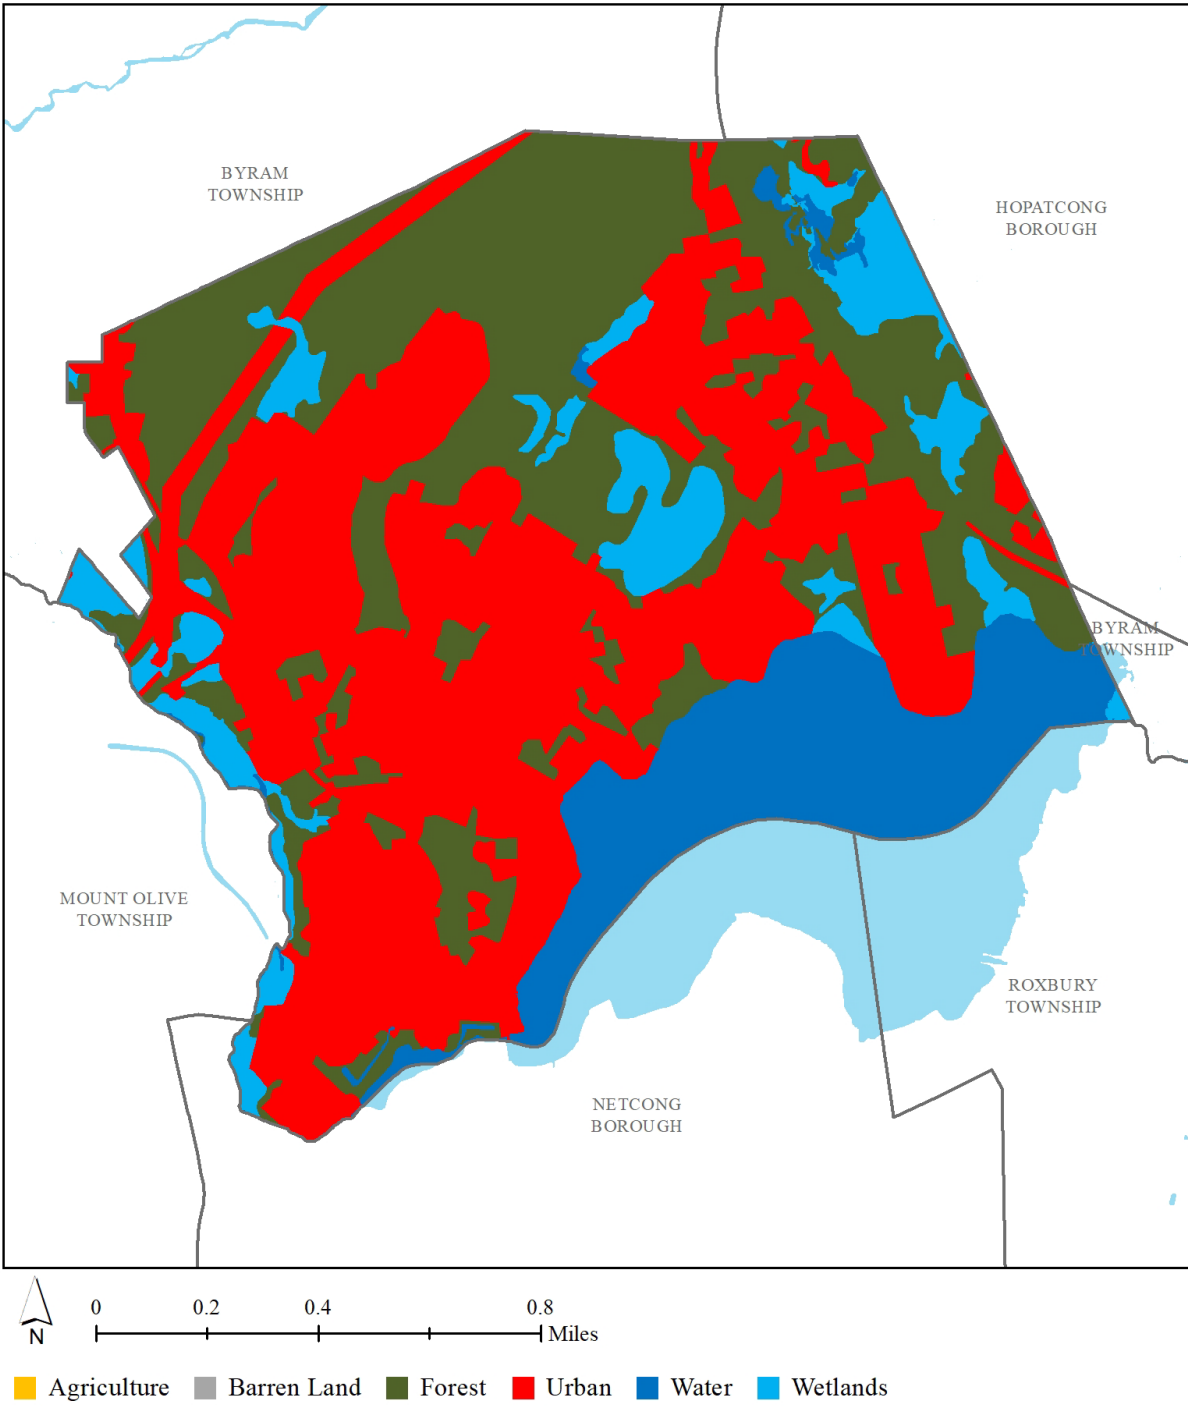 BYRAM
TOWNSHIP
HOPATCONG
BOROUGH
BYRAM
TOWNSHIP
MOUNT OLIVE
TOWNSHIP
ROXBURY
TOWNSHIP
NETCONG
BOROUGH
N
0 0.2 0.4 0.8
Miles
Agriculture Barren Land Forest Urban Water Wetlands